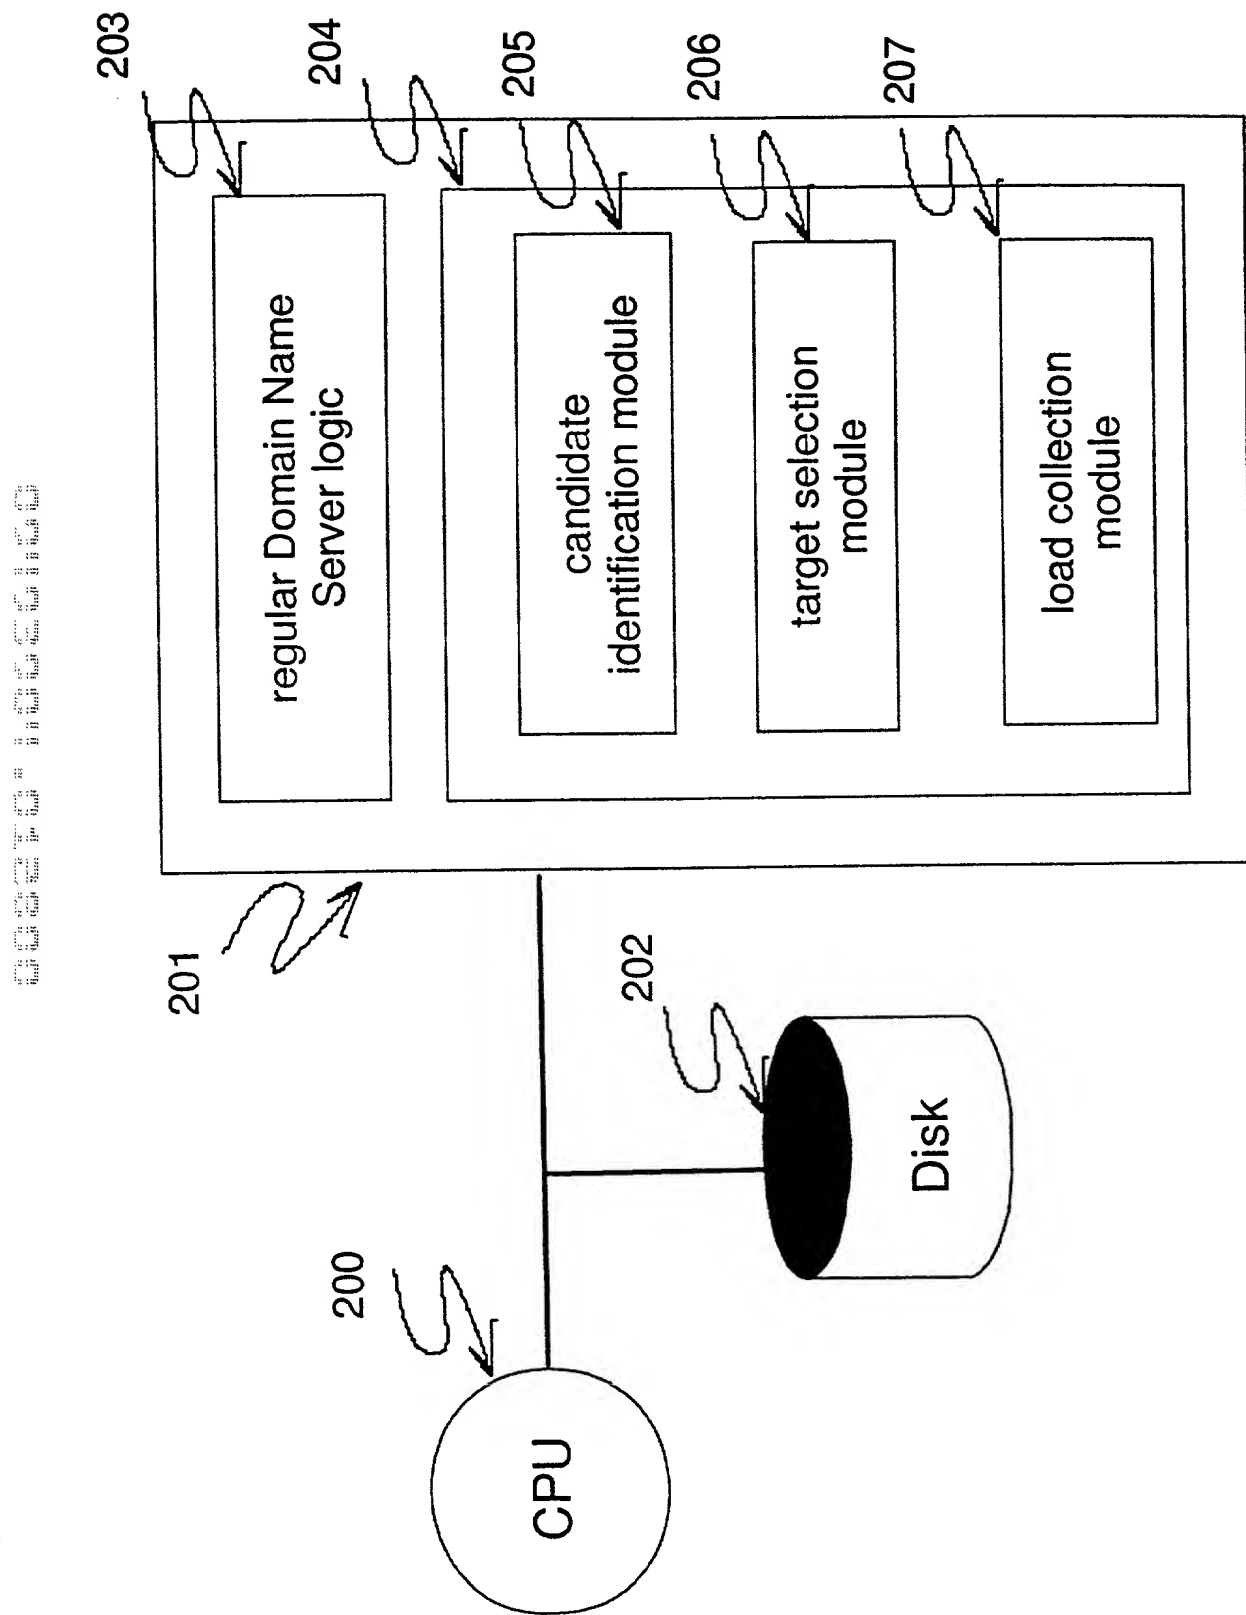 203
204
205
206
207
regular Domain Name
Server logic
candidate
identification module
target selection
module
load collection
module
201
202
Disk
200
CPU